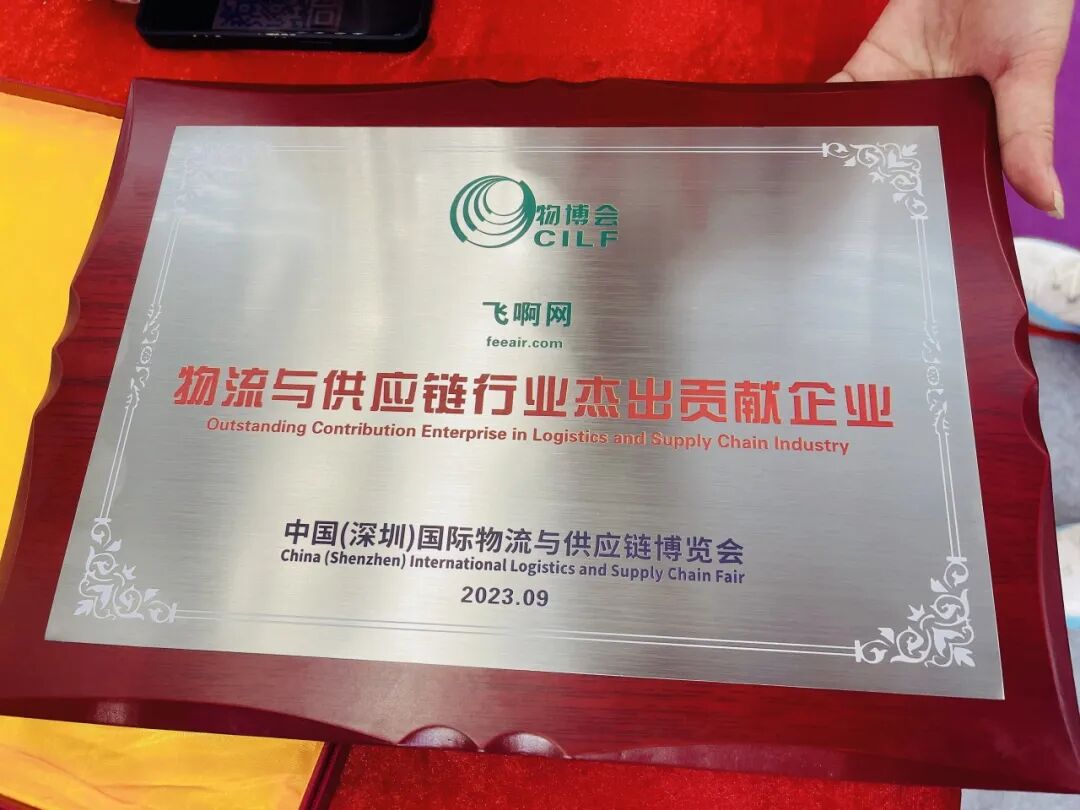 物博会
CILF
飞啊网
feeair.com
物流与供应链行业杰出贡献企业
Outstanding Contribution Enterprise in Logistics and Supply Chain Industry
中国(深圳)国际物流与供应链博览会
China (Shenzhen) International Logistics and Supply Chain Fair
2023.09